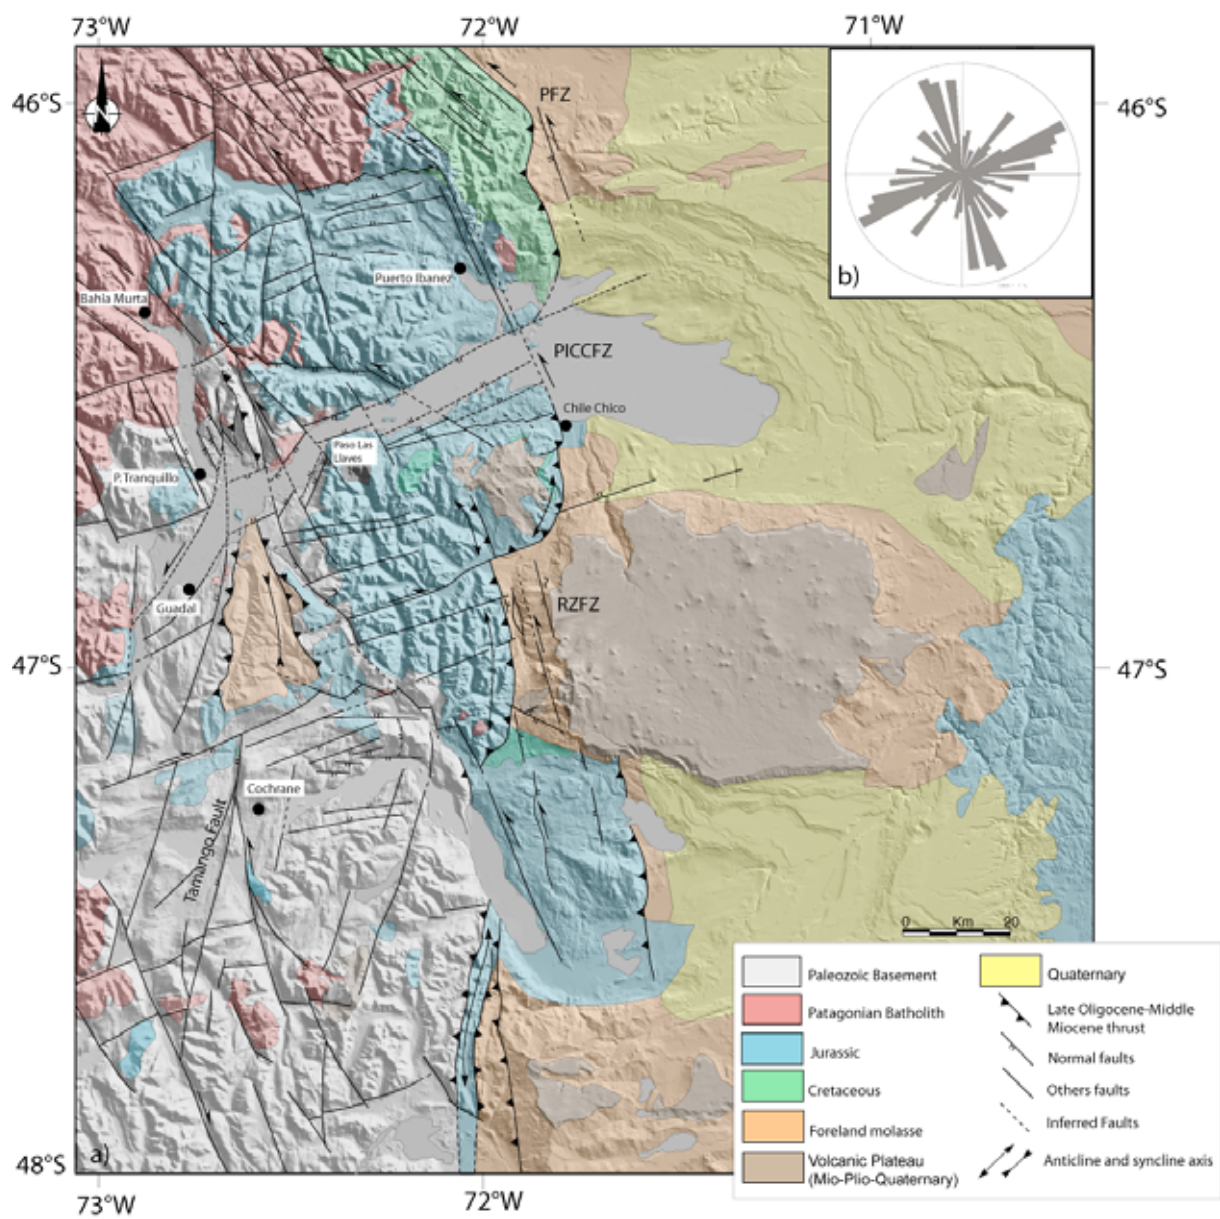 73°W
72°W
71°W
46°S
46°S
N
PFZ
b)
Puerto Ibanez
Bahia Murta
PICCFZ
Chile Chico
Paso Las
Llaves
P. Tranquillo
Guadal
RZFZ
47°S
47°S
Cochrane
Tamango Fault
0 Km 20
Paleozoic Basement
Patagonian Batholith
Jurassic
Cretaceous
Foreland molasse
Volcanic Plateau
(Mio-Plio-Quaternary)
Quaternary
Late Oligocene-Middle
Miocene thrust
Normal faults
Others faults
Inferred Faults
Anticline and syncline axis
a)
48°S
73°W
72°W